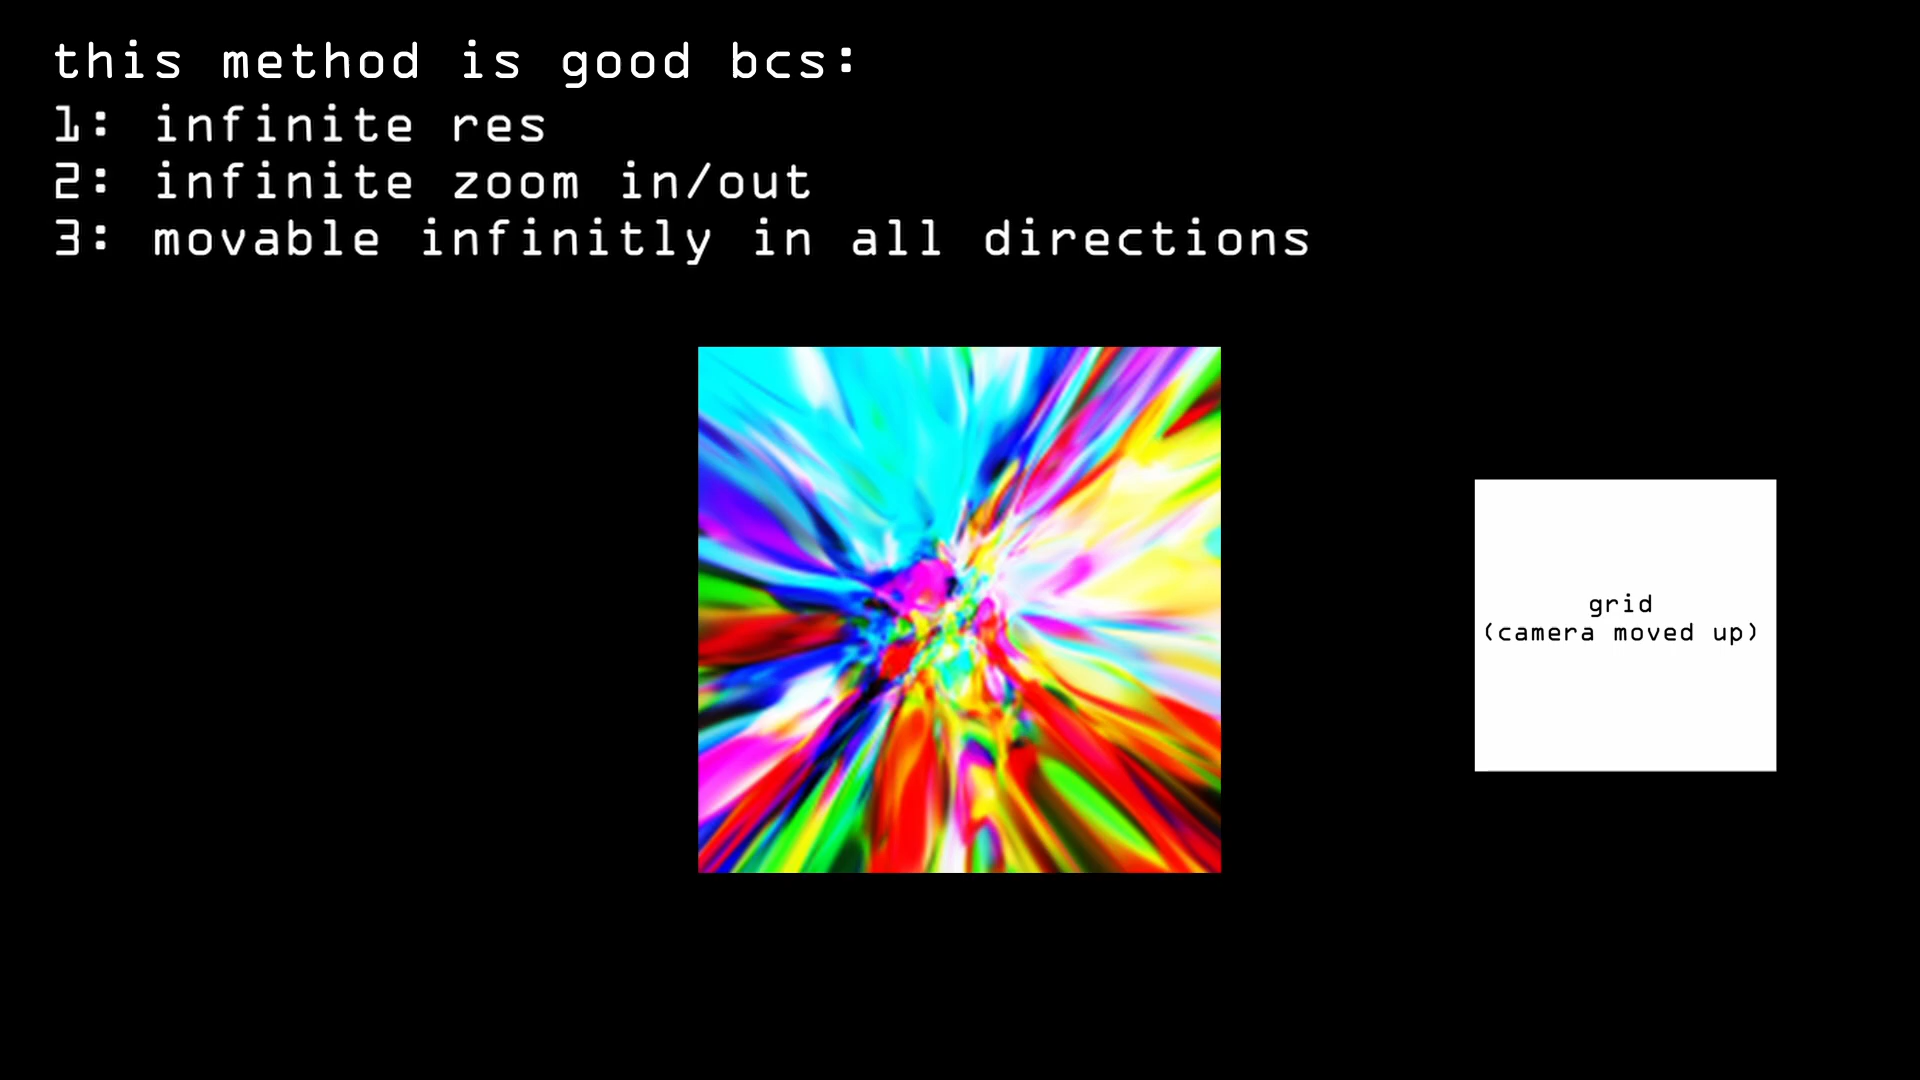 this method is good bcs:
1: infinite res
2: infinite zoom in/out
3: movable infinitly in all directions
grid
(camera moved up)